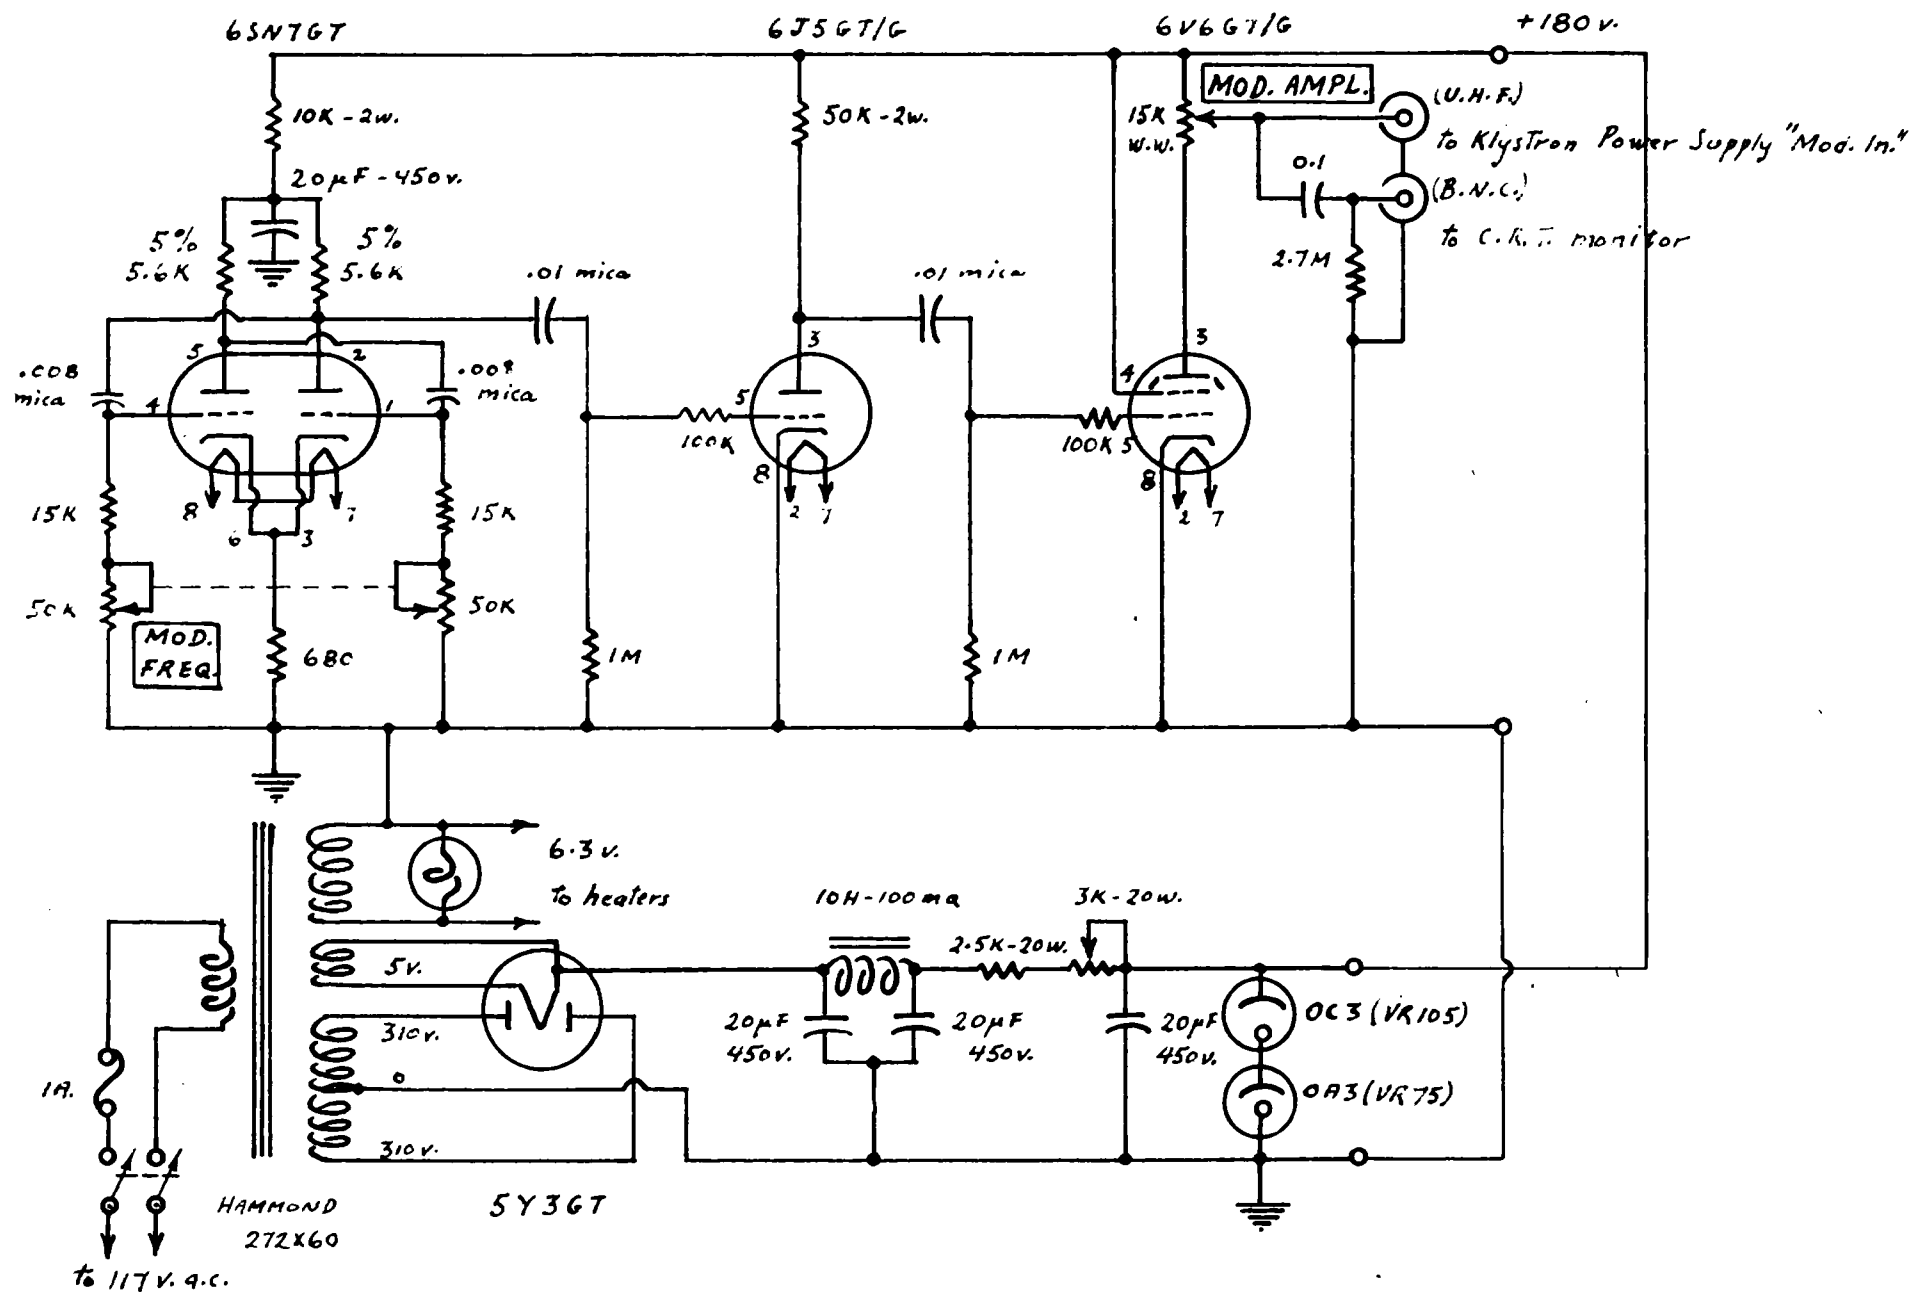 6SN7GT
6J5GT/G
6V6GT/G
+180v.
MOD. AMPL.
(U.H.F.)
10K-2w.
50K-2w.
15K
W.W.
to Klystron Power Supply "Mod. In."
0.1
20µF-450v.
(B.N.C.)
5%
5.6K
5%
5.6K
to C.R.T. monitor
2.7M
.01 mica
.01 mica
5
2
3
3
.008
mica
.008
mica
4
1
5
4
100K
100K
5
8
8
15K
8
7
15K
2
7
2
7
6
3
50K
50K
MOD.
FREQ.
680
1M
1M
6.3v.
to heaters
10H-100ma
3K-20w.
2.5K-20w.
5v.
310v.
0
310v.
20µF
450v.
20µF
450v.
20µF
450v.
OC3 (VR105)
OA3 (VR75)
1A.
HAMMOND
272X60
5Y3GT
to 117v. a.c.